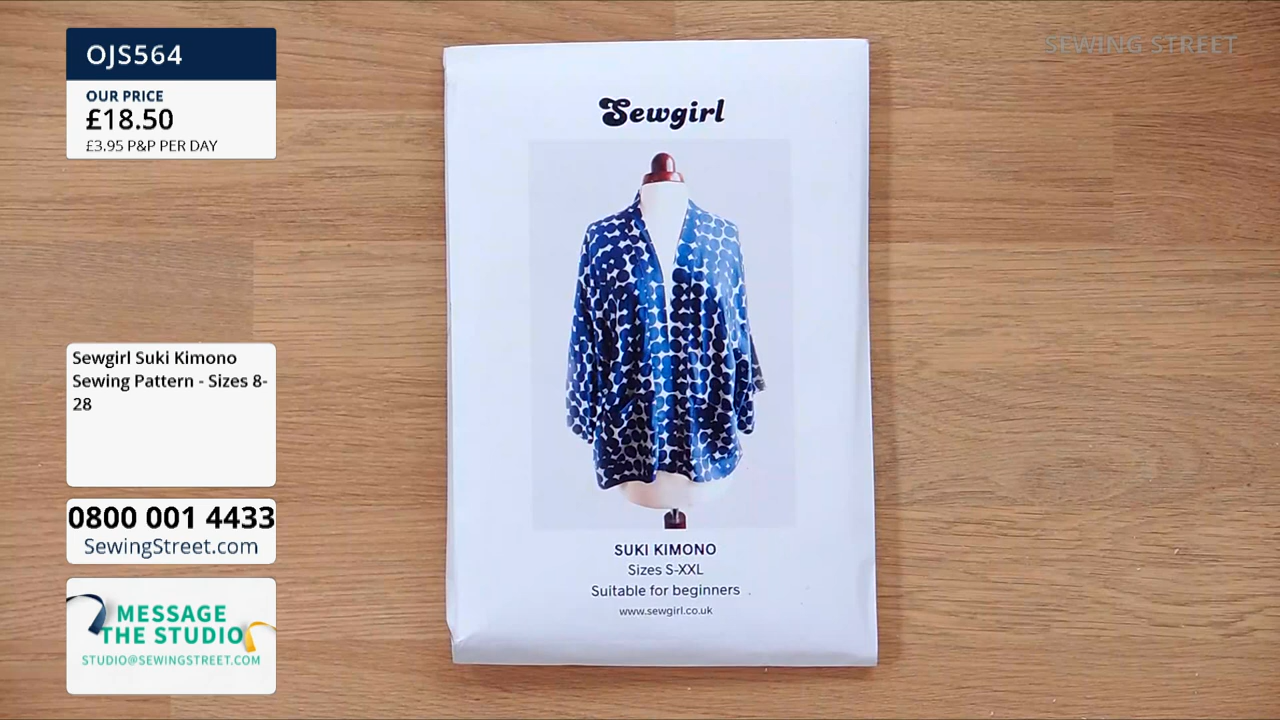 OJS564
OUR PRICE
£18.50
£3.95 P&P PER DAY
Sewgirl Suki Kimono
Sewing Pattern - Sizes 8-
28
0800 001 4433
SewingStreet.com
MESSAGE
THE STUDIO
STUDIO@SEWINGSTREET.COM
SEWING STREET
Sewgirl
SUKI KIMONO
Sizes S-XXL
Suitable for beginners
www.sewgirl.co.uk